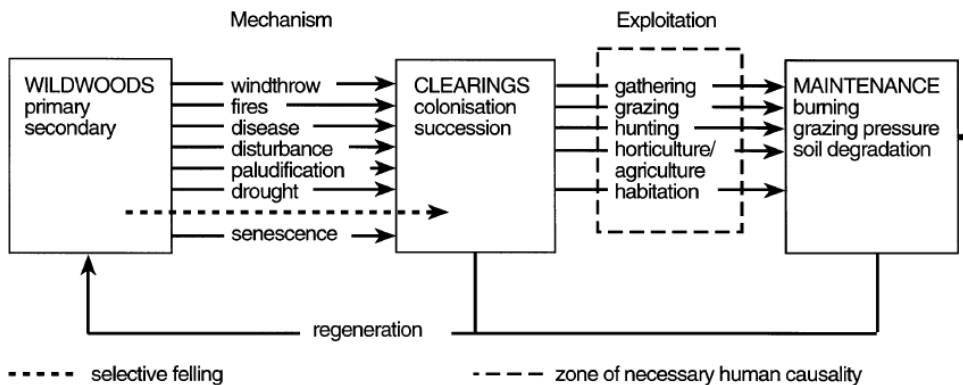 Mechanism
Exploitation
WILDWOODS
primary
secondary
windthrow
fires
disease
disturbance
paludification
drought
senescence
CLEARINGS
colonisation
succession
gathering
grazing
hunting
horticulture/
agriculture
habitation
MAINTENANCE
burning
grazing pressure
soil degradation
regeneration
selective felling
zone of necessary human causality